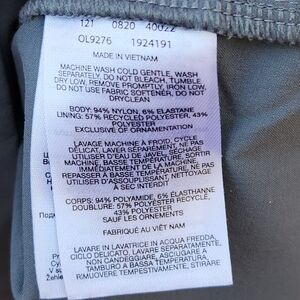 121 0820 40022
OL9276 1924191
MADE IN VIETNAM
MACHINE WASH COLD GENTLE, WASH
SEPARATELY, DO NOT BLEACH, TUMBLE
DRY LOW, REMOVE PROMPTLY, IRON LOW,
DO NOT USE FABRIC SOFTENER, DO NOT
DRYCLEAN
BODY: 94% NYLON, 6% ELASTANE
LINING: 57% RECYCLED POLYESTER, 43%
POLYESTER
EXCLUSIVE OF ORNAMENTATION
LAVAGE MACHINE A FROID, CYCLE
DÉLICAT, LAVER SÉPARÉMENT, NE PAS
UTILISER D'EAU DE JAVEL, SÉCHAGE
MACHINE, BASSE TEMPÉRATURE, SORTIR
IMMÉDIATEMENT DE LA MACHINE,
REPASSER À BASSE TEMPÉRATURE, NE PAS
UTILISER D'ASSOUPLISSANT, NETTOYAGE
À SEC INTERDIT
CORPS: 94% POLYAMIDE, 6% ÉLASTHANNE
DOUBLURE: 57% POLYESTER RECYCLÉ,
43% POLYESTER
SAUF LES ORNEMENTS
FABRIQUÉ AU VIÊT NAM
LAVARE IN LAVATRICE IN ACQUA FREDDA,
CICLO DELICATO, LAVARE SEPARATAMENTE,
NON CANDEGGIARE, ASCIUGARE A
TAMBURO A BASSA TEMPERATURA E
RIMUOVERE TEMPESTIVAMENTE, STIRARE